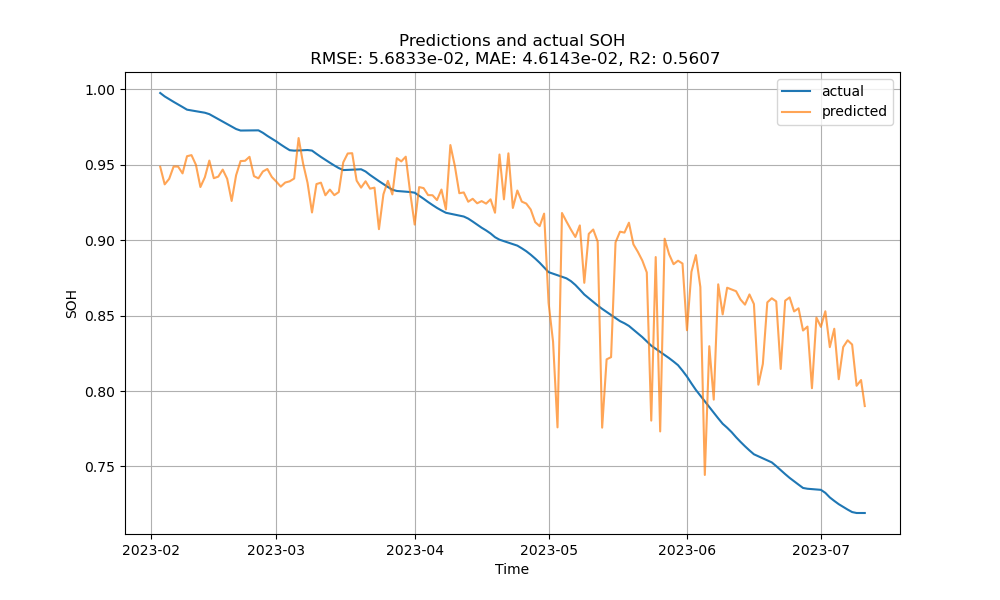 Predictions and actual SOH
RMSE: 5.6833e-02, MAE: 4.6143e-02, R2: 0.5607
actual
predicted
1.00
0.95
0.90
0.85
0.80
0.75
SOH
2023-02 2023-03 2023-04 2023-05 2023-06 2023-07
Time